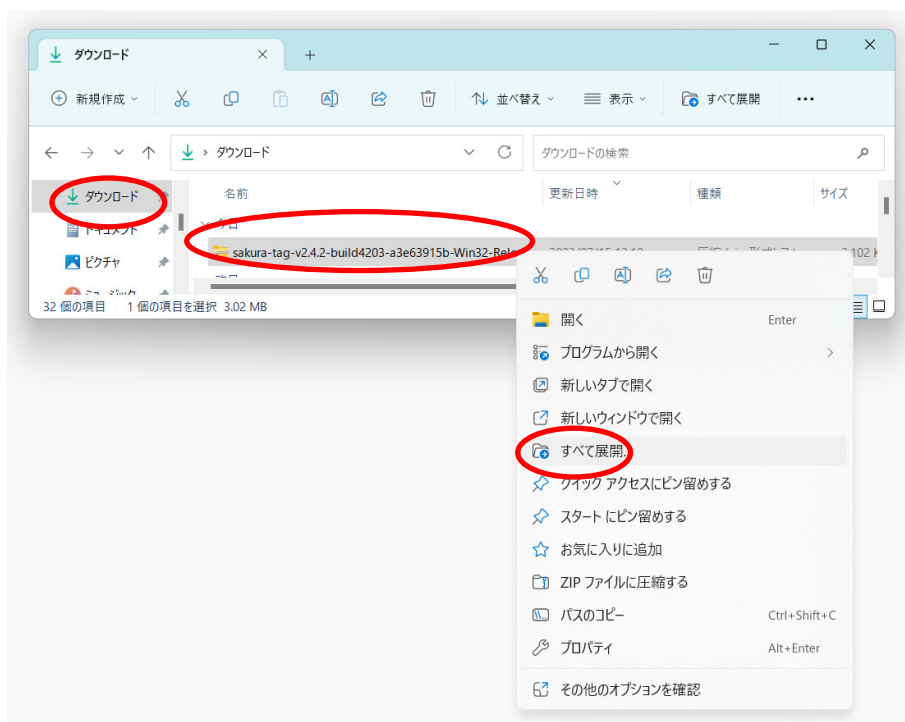 ダウンロード
新規作成
並べ替え
表示
すべて展開
ダウンロード
ダウンロードの検索
ダウンロード
名前
更新日時
種類
サイズ
今日
ドキュメント
sakura-tag-v2.4.2-build4203-a3e63915b-Win32-Rele
ピクチャ
32 個の項目
1 個の項目を選択 3.02 MB
開く
Enter
プログラムから開く
新しいタブで開く
新しいウィンドウで開く
すべて展開...
クイック アクセスにピン留めする
スタート にピン留めする
お気に入りに追加
ZIP ファイルに圧縮する
パスのコピー
Ctrl+Shift+C
プロパティ
Alt+Enter
その他のオプションを確認